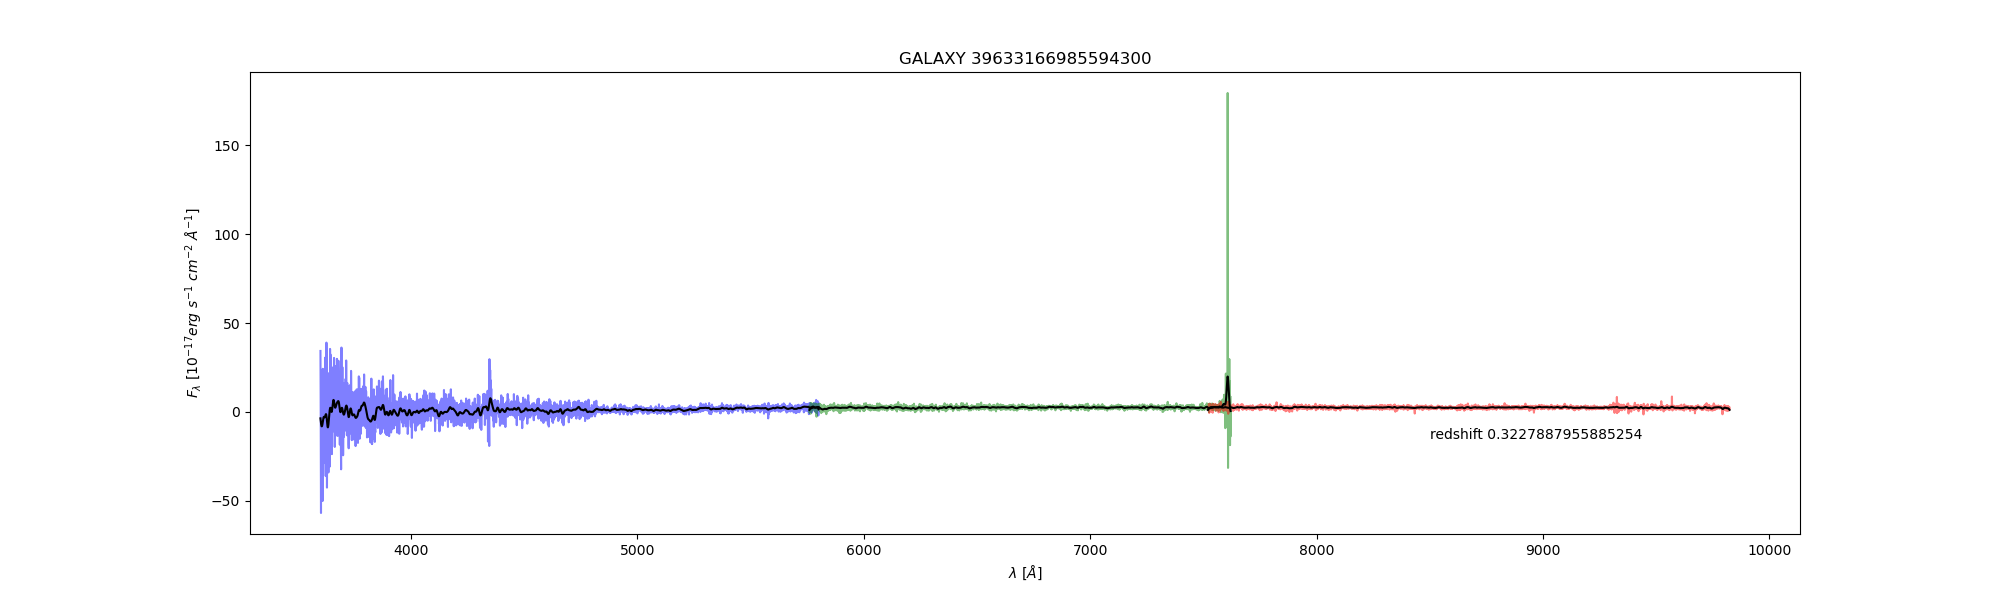 GALAXY 39633166985594300
F_λ [10^−17 erg s^−1 cm^−2 Å^−1]
150
100
50
0
−50
redshift 0.3227887955885254
4000 5000 6000 7000 8000 9000 10000
λ [Å]